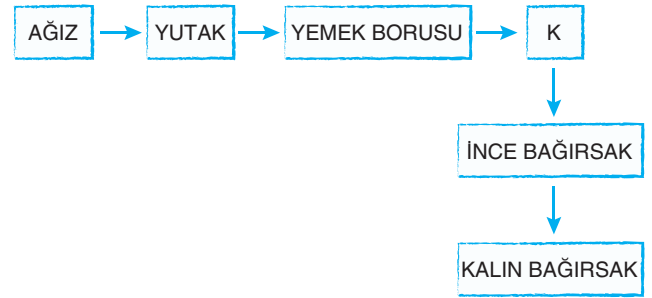 AĞIZ
YUTAK
YEMEK BORUSU
K
İNCE BAĞIRSAK
KALIN BAĞIRSAK